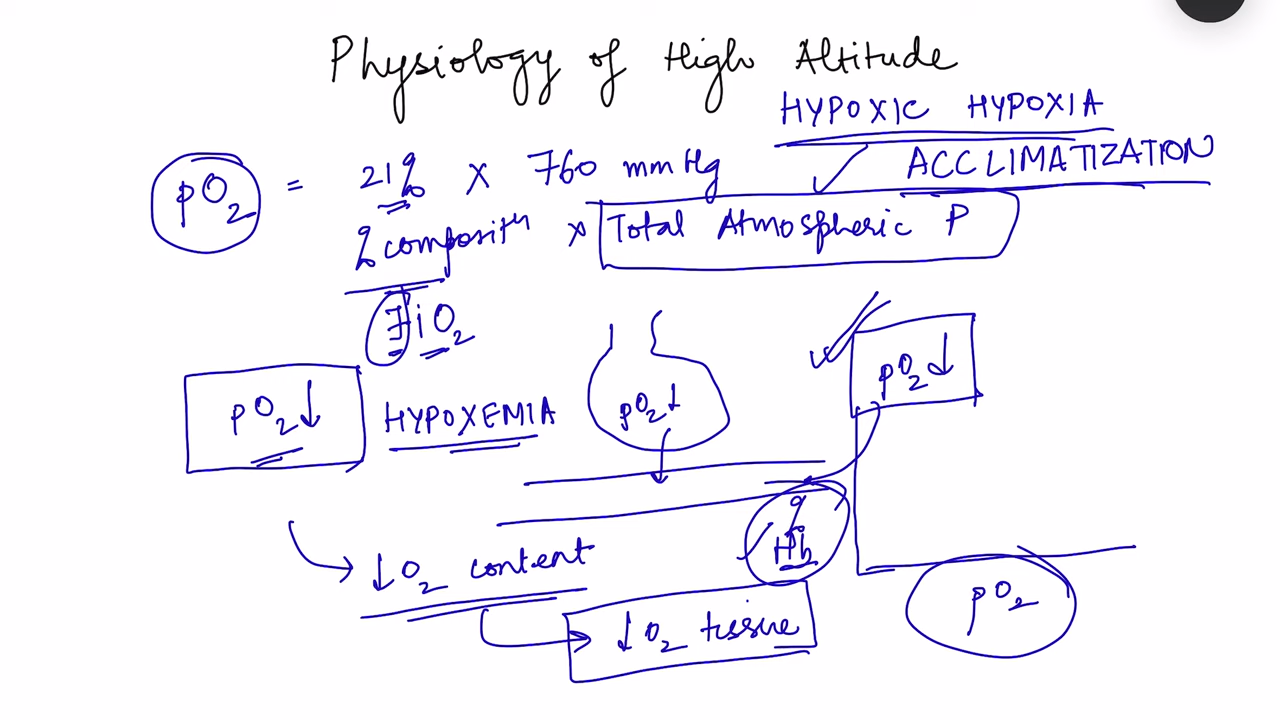 Physiology of High Altitude
HYPOXIC HYPOXIA
ACCLIMATIZATION
pO2 = 21% x 760 mmHg
% composith x Total Atmospheric P
FiO2
pO2↓ HYPOXEMIA
pO2↓
pO2↓
%
Hb
↓O2 content
↓O2 tissue
pO2